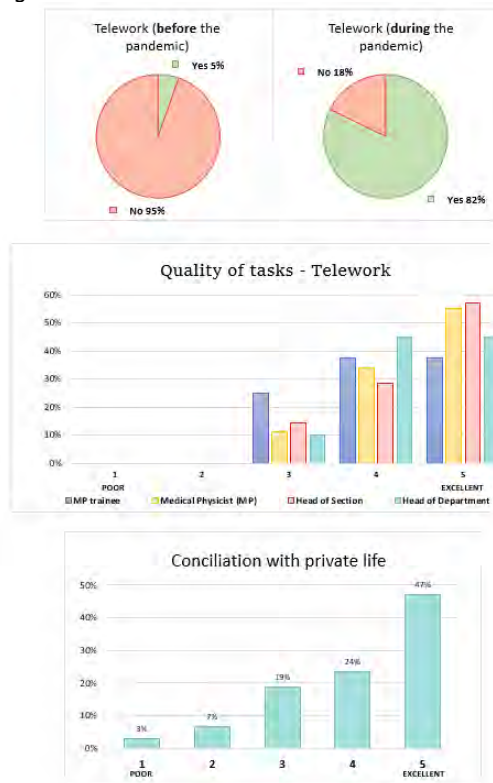 Telework (before the
pandemic)
Yes 5%
No 95%
Telework (during the
pandemic)
No 18%
Yes 82%
Quality of tasks - Telework
60%
50%
40%
30%
20%
10%
0%
1 2 3 4 5
POOR EXCELLENT
MP trainee Medical Physicist (MP) Head of Section Head of Department
Conciliation with private life
50%
40%
30%
20%
10%
0%
3% 7% 19% 24% 47%
1 2 3 4 5
POOR EXCELLENT